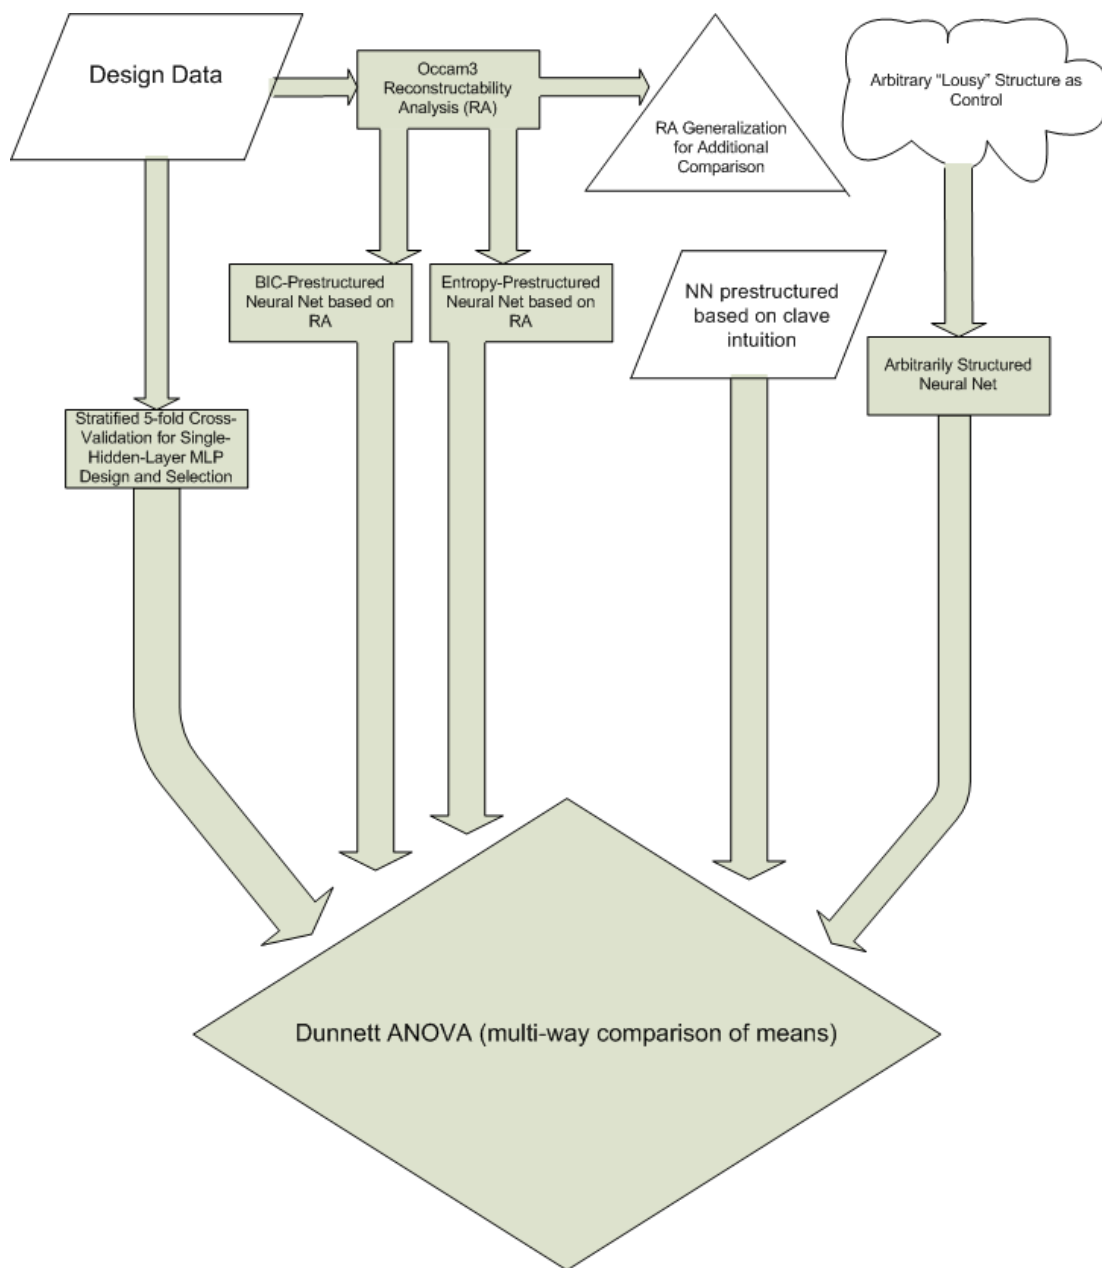 Design Data
Occam3
Reconstructability
Analysis (RA)
RA Generalization
for Additional
Comparison
Arbitrary “Lousy” Structure as
Control
BIC-Prestructured
Neural Net based on
RA
Entropy-Prestructured
Neural Net based on
RA
NN prestructured
based on clave
intuition
Arbitrarily Structured
Neural Net
Stratified 5-fold Cross-
Validation for Single-
Hidden-Layer MLP
Design and Selection
Dunnett ANOVA (multi-way comparison of means)